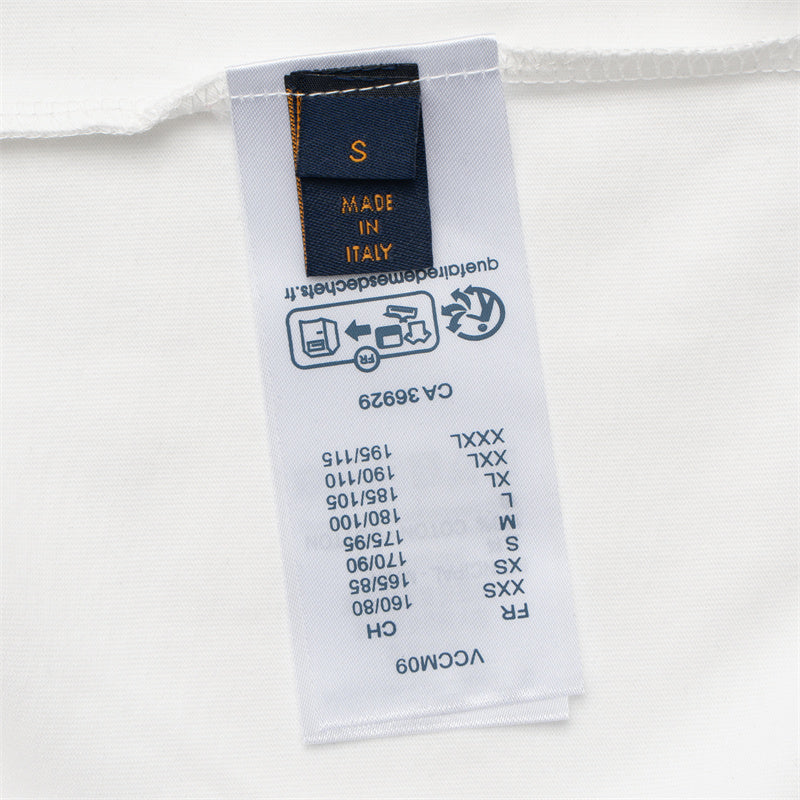 S
MADE
IN
ITALY
VCCM09
FR CH
XXS 160/80
XS 165/85
S 170/90
M 175/95
L 180/100
XL 185/105
XXL 190/110
XXXL 195/115
CA 36929
FR
quefairedemesdechets.fr